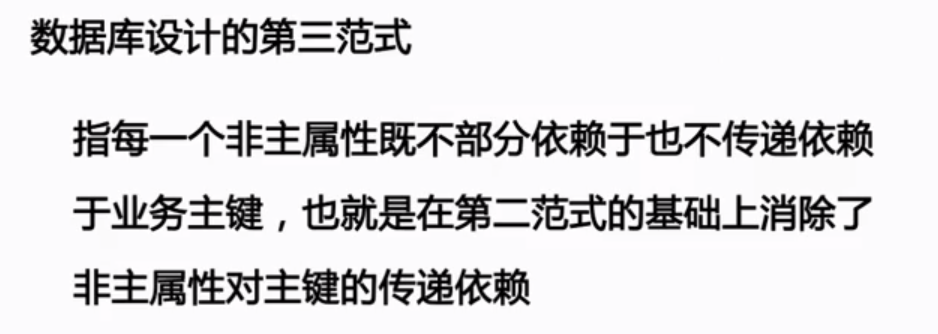 数据库设计的第三范式
指每一个非主属性既不部分依赖于也不传递依赖
于业务主键，也就是在第二范式的基础上消除了
非主属性对主键的传递依赖